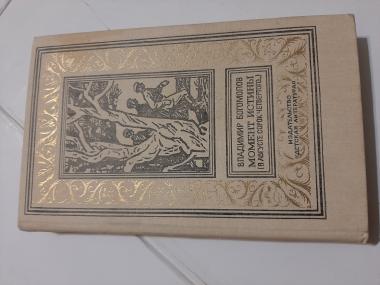 ВЛАДИМИР БОГОМОЛОВ
МОМЕНТ ИСТИНЫ
(В АВГУСТЕ СОРОК ЧЕТВЕРТОГО...)
ИЗДАТЕЛЬСТВО
«ДЕТСКАЯ ЛИТЕРАТУРА»